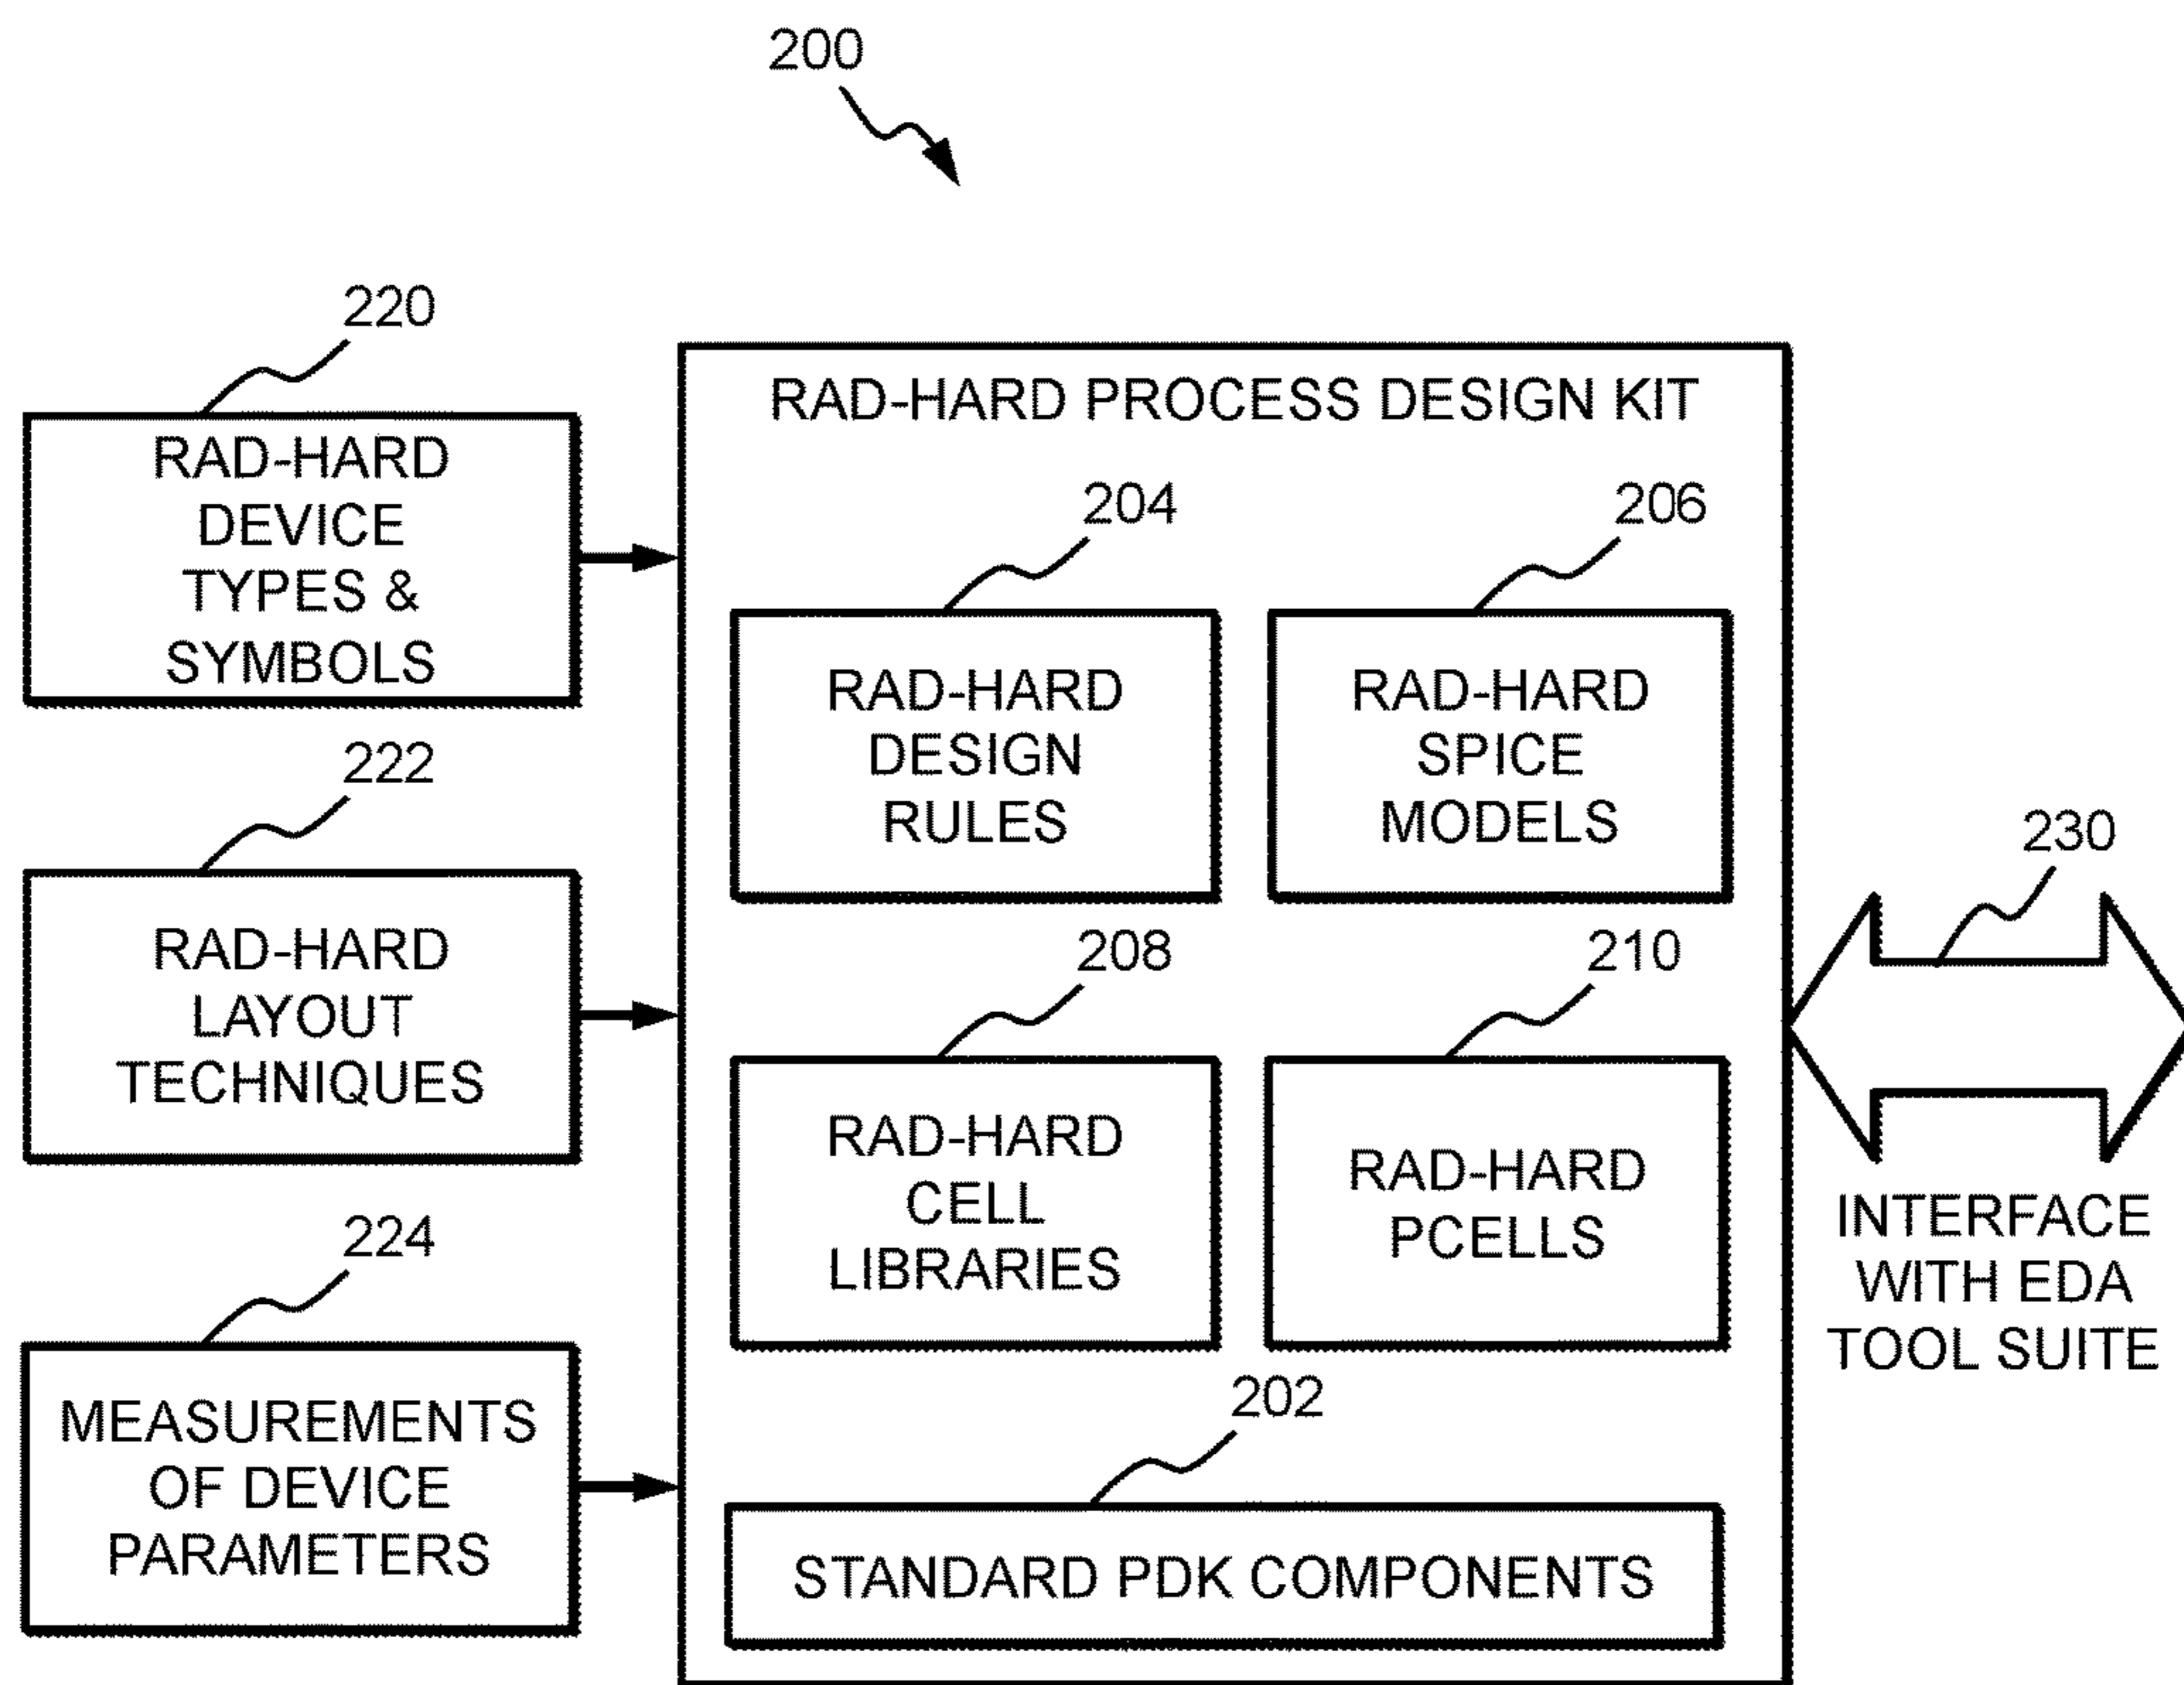 200
220
RAD-HARD
DEVICE
TYPES &
SYMBOLS
222
RAD-HARD
LAYOUT
TECHNIQUES
224
MEASUREMENTS
OF DEVICE
PARAMETERS
RAD-HARD PROCESS DESIGN KIT
204
RAD-HARD
DESIGN
RULES
206
RAD-HARD
SPICE
MODELS
208
RAD-HARD
CELL
LIBRARIES
210
RAD-HARD
PCELLS
202
STANDARD PDK COMPONENTS
230
INTERFACE
WITH EDA
TOOL SUITE